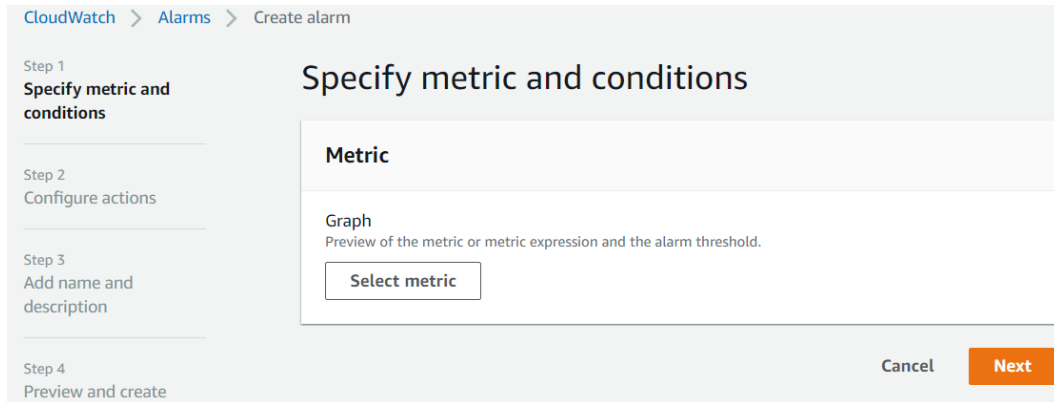 CloudWatch > Alarms > Create alarm
Step 1
Specify metric and
conditions
Step 2
Configure actions
Step 3
Add name and
description
Step 4
Preview and create
Specify metric and conditions
Metric
Graph
Preview of the metric or metric expression and the alarm threshold.
Select metric
Cancel
Next